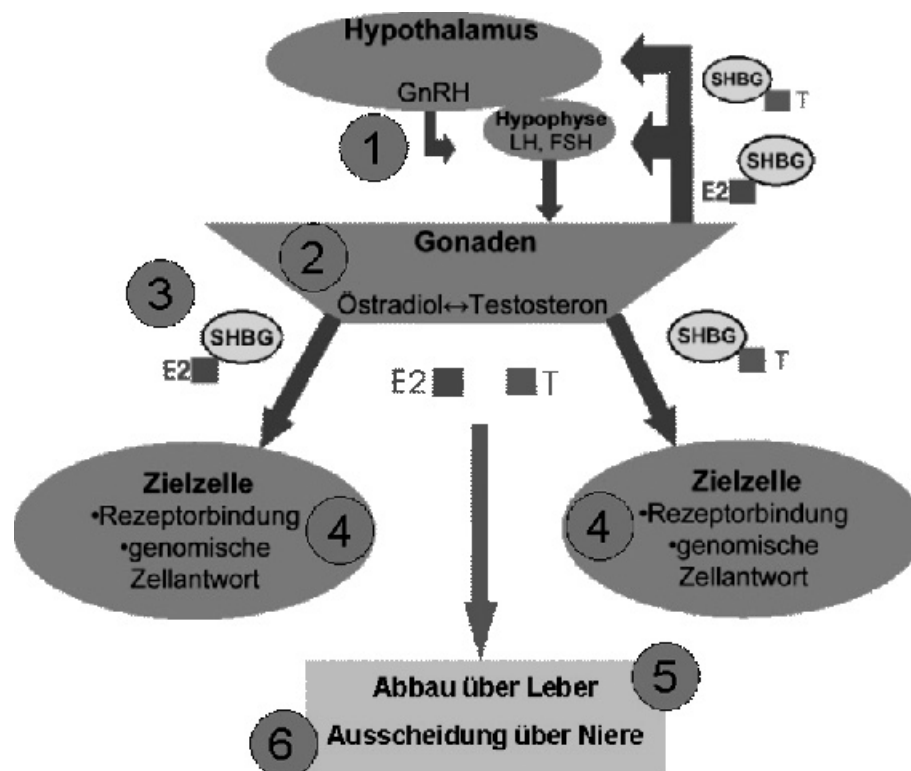 Hypothalamus
GnRH
1
Hypophyse
LH, FSH
SHBG
T
SHBG
E2
Gonaden
2
Östradiol↔Testosteron
3
SHBG
E2
E2 T
SHBG
T
Zielzelle
•Rezeptorbindung
•genomische
Zellantwort
4
Zielzelle
•Rezeptorbindung
•genomische
Zellantwort
4
Abbau über Leber
5
Ausscheidung über Niere
6